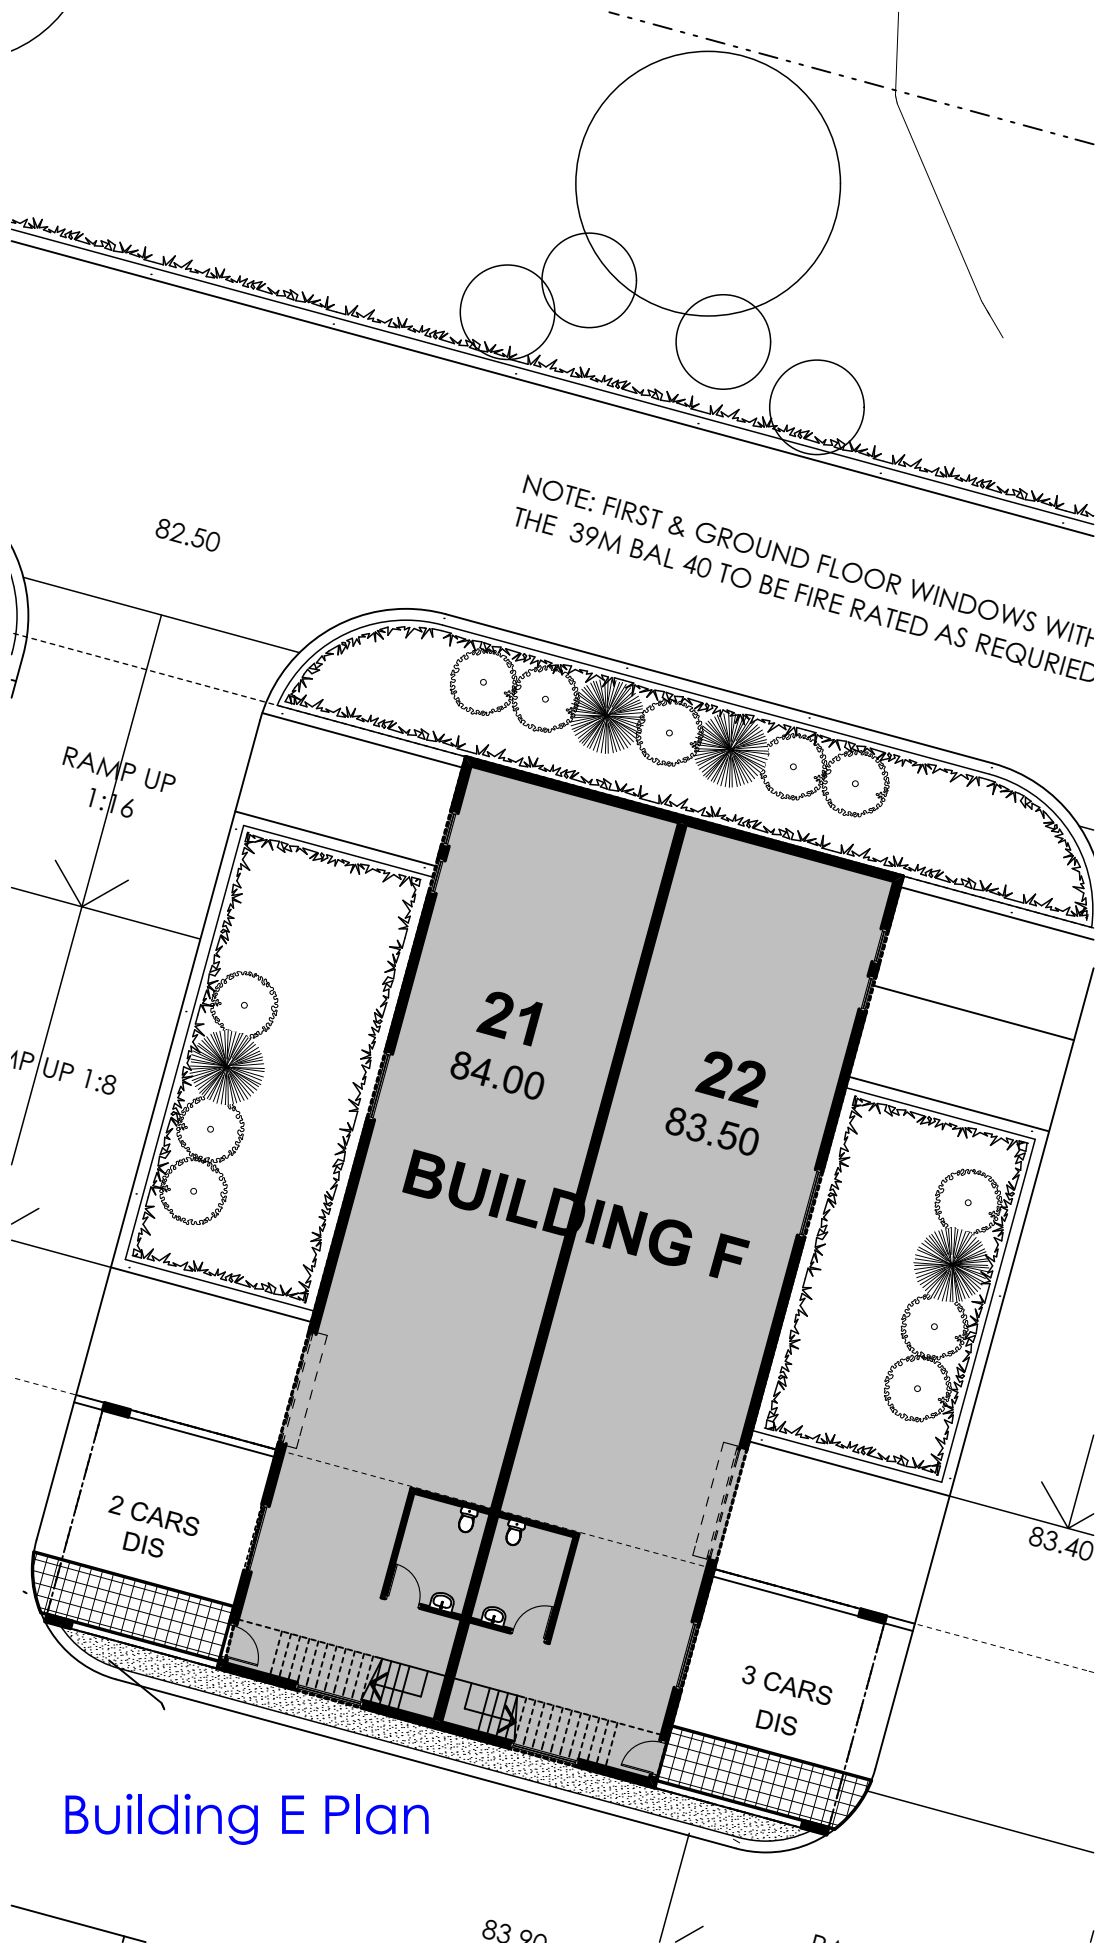 82.50
NOTE: FIRST & GROUND FLOOR WINDOWS WITH
THE 39M BAL 40 TO BE FIRE RATED AS REQURIED
RAMP UP
1:16
21
84.00
22
83.50
UP 1:8
BUILDING F
2 CARS
DIS
83.40
3 CARS
DIS
Building E Plan
83.90